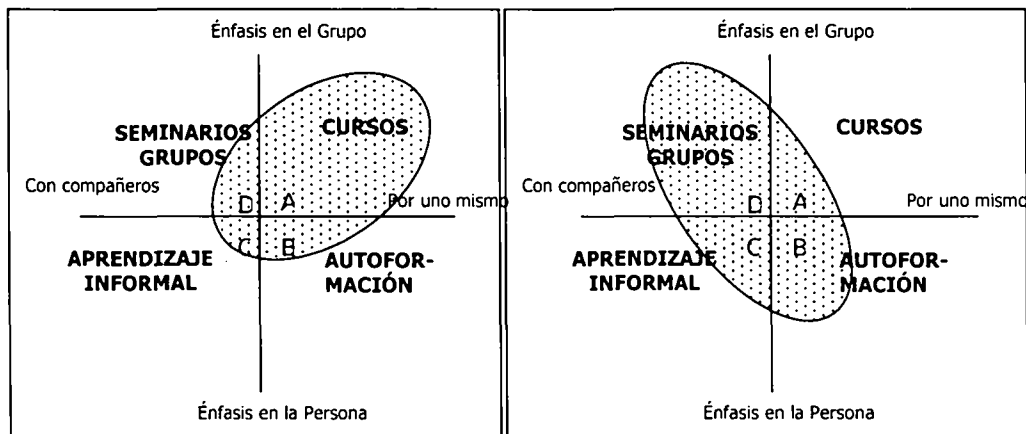 Énfasis en el Grupo
SEMINARIOS
GRUPOS
CURSOS
Con compañeros
D A
Por uno mismo
C B
APRENDIZAJE
INFORMAL
AUTOFOR-
MACIÓN
Énfasis en la Persona
Énfasis en el Grupo
SEMINARIOS
GRUPOS
CURSOS
Con compañeros
D A
Por uno mismo
C B
APRENDIZAJE
INFORMAL
AUTOFOR-
MACIÓN
Énfasis en la Persona